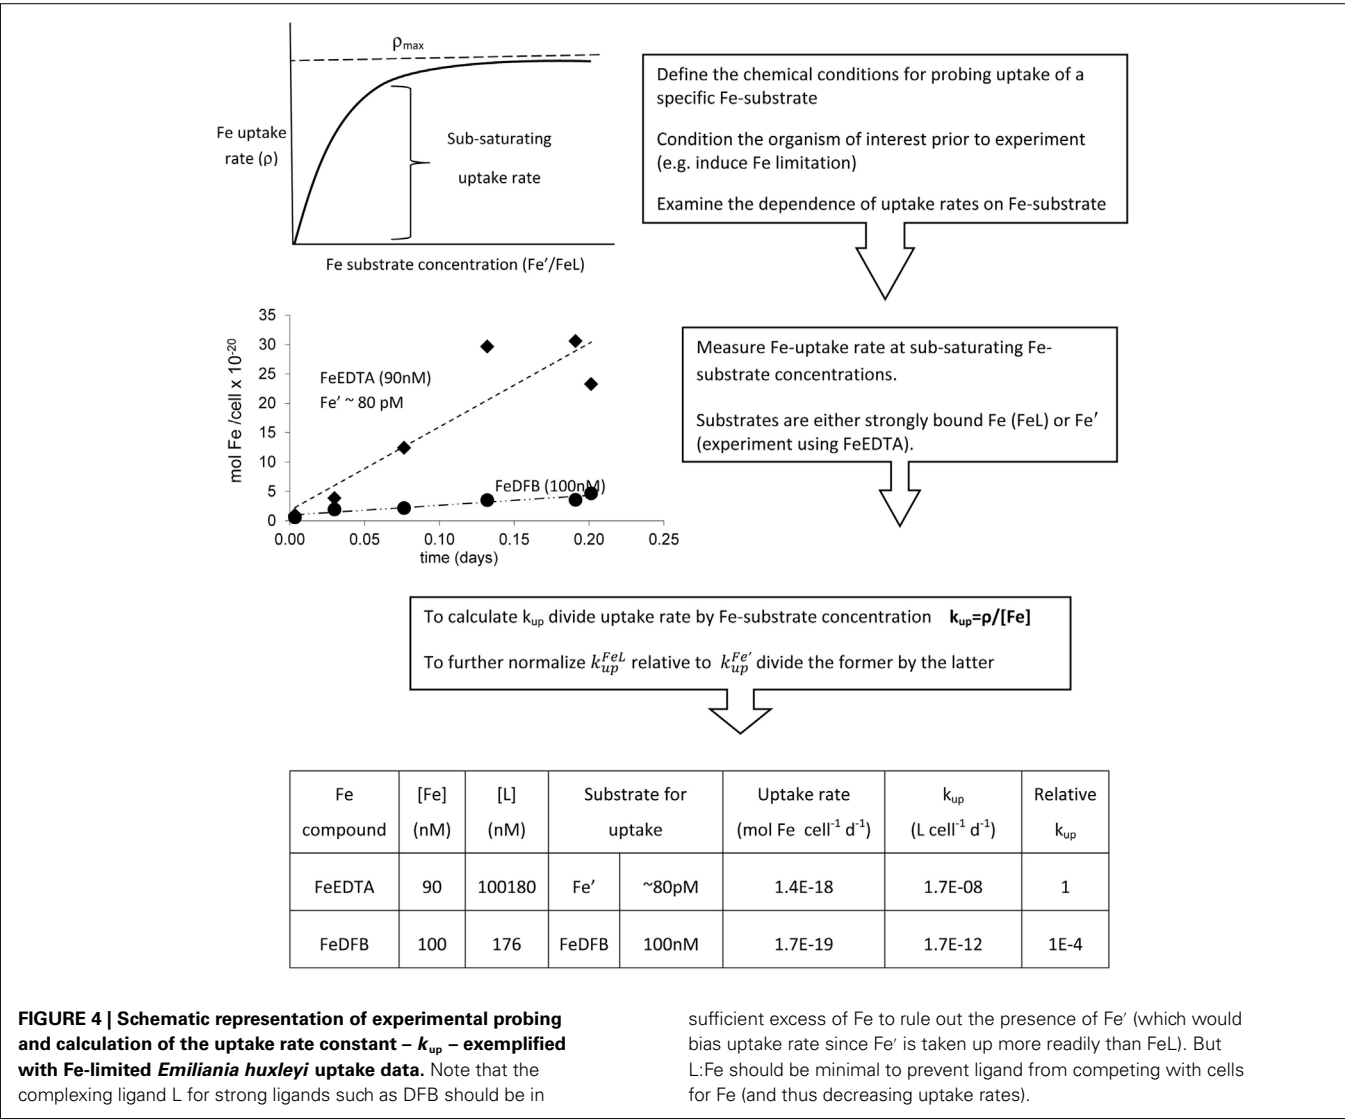 ρmax
Fe uptake
rate (ρ)
Sub-saturating
uptake rate
Fe substrate concentration (Fe′/FeL)
Define the chemical conditions for probing uptake of a
specific Fe-substrate
Condition the organism of interest prior to experiment
(e.g. induce Fe limitation)
Examine the dependence of uptake rates on Fe-substrate
mol Fe /cell x 10-20
35
30
25
20
15
10
5
0
FeEDTA (90nM)
Fe′ ~ 80 pM
FeDFB (100nM)
0.00 0.05 0.10 0.15 0.20 0.25
time (days)
Measure Fe-uptake rate at sub-saturating Fe-
substrate concentrations.
Substrates are either strongly bound Fe (FeL) or Fe′
(experiment using FeEDTA).
To calculate kup divide uptake rate by Fe-substrate concentration kup=ρ/[Fe]
To further normalize kupFeL relative to kupFe′ divide the former by the latter
Fe [Fe] [L] Substrate for Uptake rate kup Relative
compound (nM) (nM) uptake (mol Fe cell-1 d-1) (L cell-1 d-1) kup
FeEDTA 90 100180 Fe′ ~80pM 1.4E-18 1.7E-08 1
FeDFB 100 176 FeDFB 100nM 1.7E-19 1.7E-12 1E-4
FIGURE 4 | Schematic representation of experimental probing
and calculation of the uptake rate constant – kup – exemplified
with Fe-limited Emiliania huxleyi uptake data. Note that the
complexing ligand L for strong ligands such as DFB should be in
sufficient excess of Fe to rule out the presence of Fe′ (which would
bias uptake rate since Fe′ is taken up more readily than FeL). But
L:Fe should be minimal to prevent ligand from competing with cells
for Fe (and thus decreasing uptake rates).